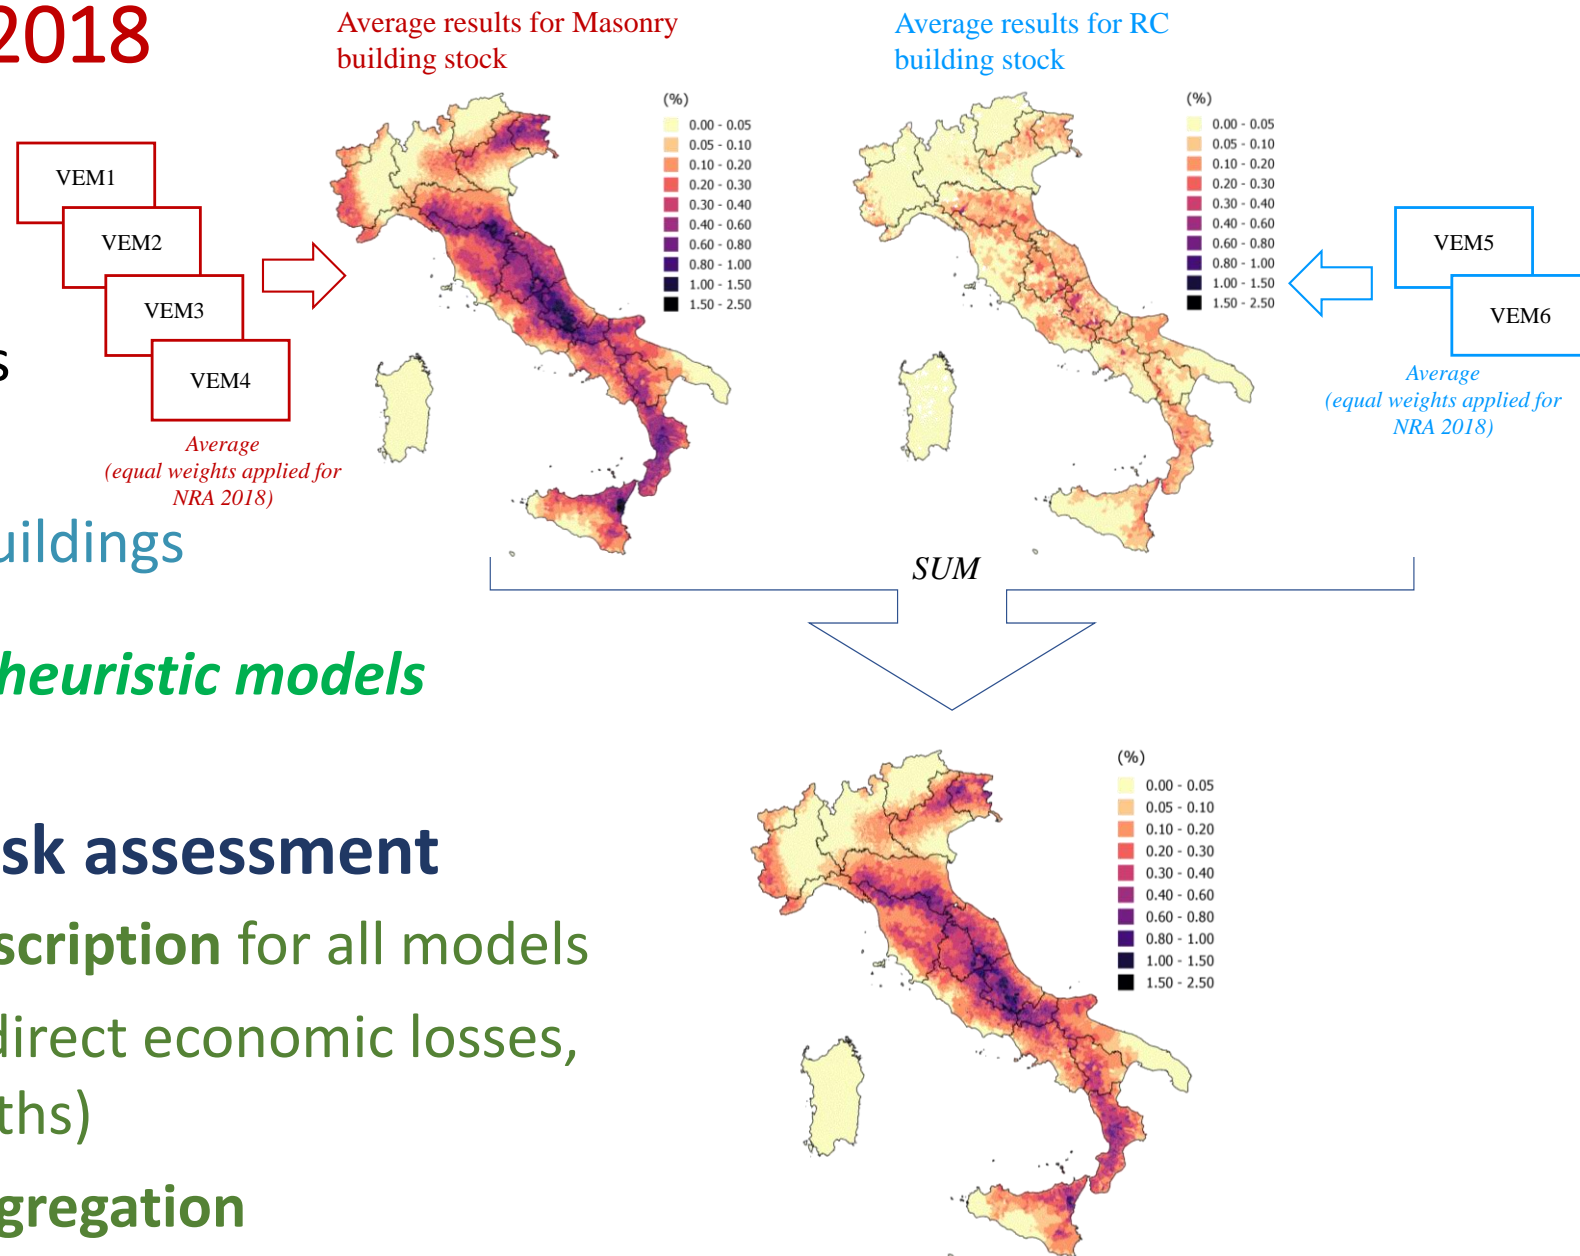 2018
Average results for Masonry
building stock
Average results for RC
building stock
VEM1
VEM2
VEM3
VEM4
Average
(equal weights applied for
NRA 2018)
(%)
0.00 - 0.05
0.05 - 0.10
0.10 - 0.20
0.20 - 0.30
0.30 - 0.40
0.40 - 0.60
0.60 - 0.80
0.80 - 1.00
1.00 - 1.50
1.50 - 2.50
(%)
0.00 - 0.05
0.05 - 0.10
0.10 - 0.20
0.20 - 0.30
0.30 - 0.40
0.40 - 0.60
0.60 - 0.80
0.80 - 1.00
1.00 - 1.50
1.50 - 2.50
VEM5
VEM6
Average
(equal weights applied for
NRA 2018)
s
uildings
SUM
heuristic models
sk assessment
scription for all models
direct economic losses,
ths)
gregation
(%)
0.00 - 0.05
0.05 - 0.10
0.10 - 0.20
0.20 - 0.30
0.30 - 0.40
0.40 - 0.60
0.60 - 0.80
0.80 - 1.00
1.00 - 1.50
1.50 - 2.50